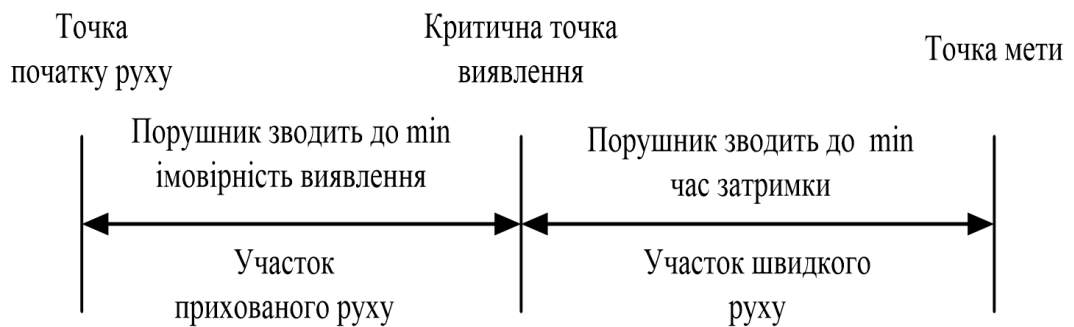 Точка
початку руху
Критична точка
виявлення
Точка мети
Порушник зводить до min
імовірність виявлення
Порушник зводить до min
час затримки
Участок
прихованого руху
Участок швидкого
руху